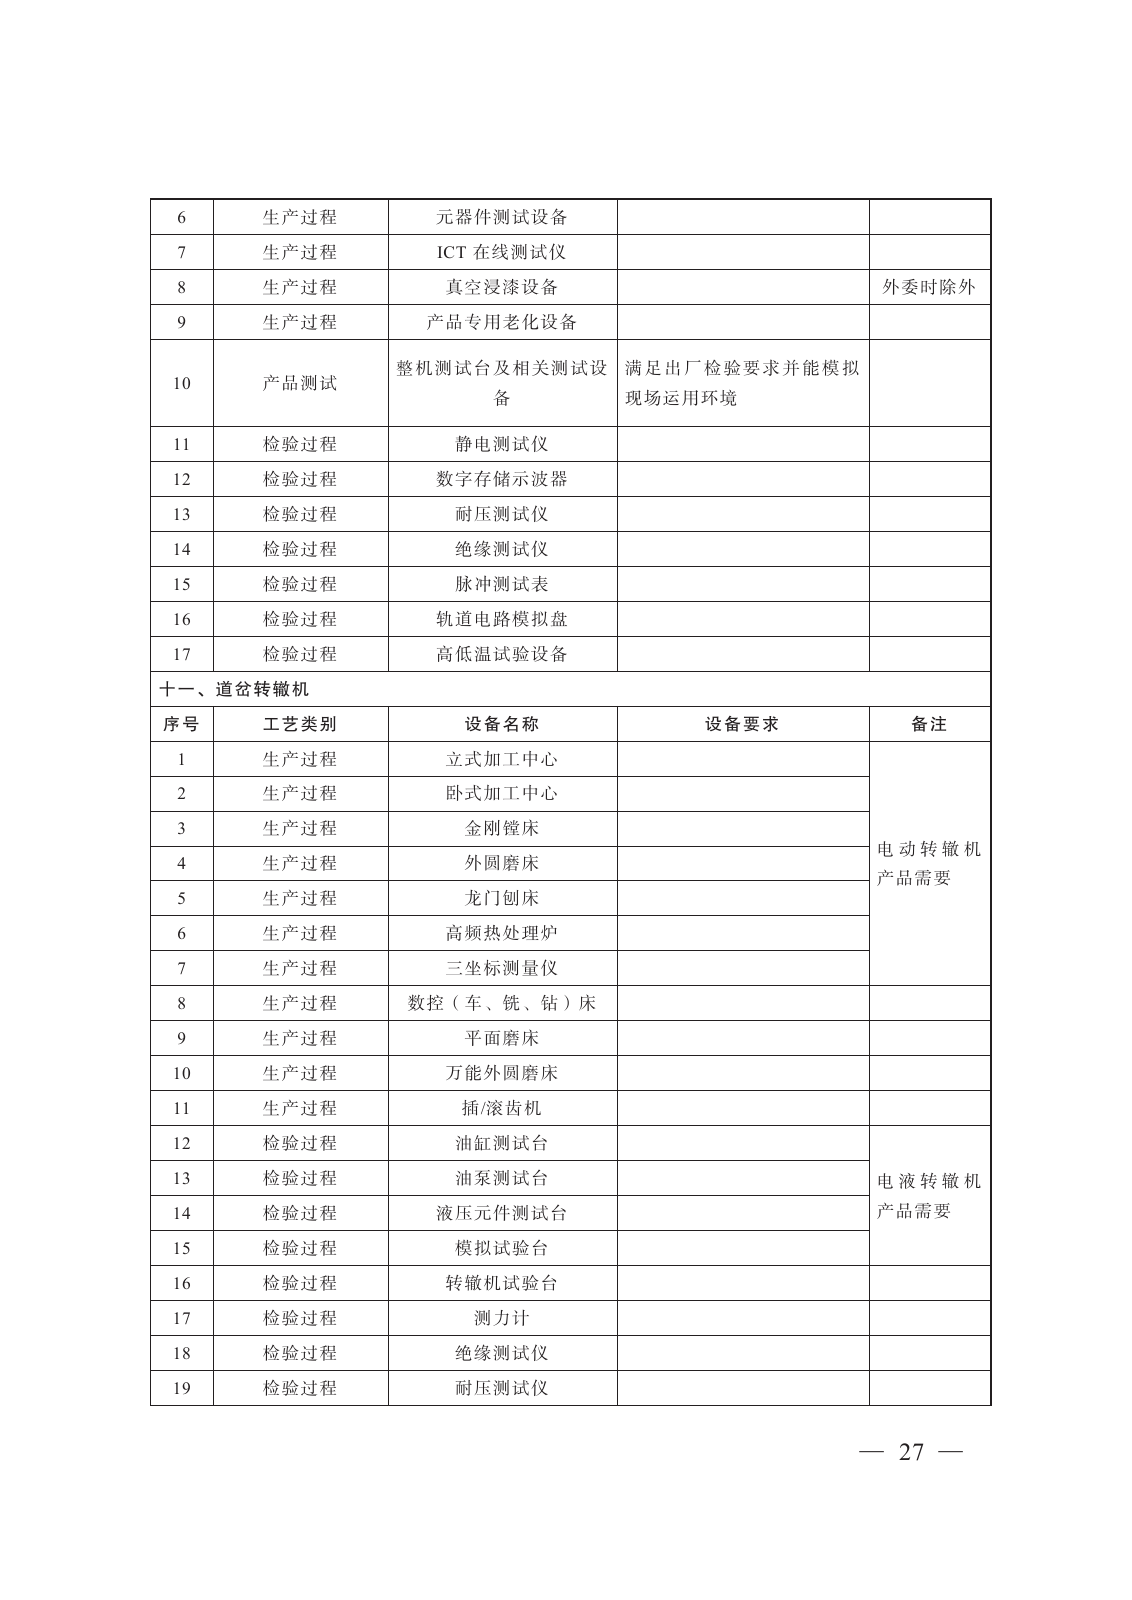 6 生产过程 元器件测试设备
7 生产过程 ICT 在线测试仪
8 生产过程 真空浸漆设备 外委时除外
9 生产过程 产品专用老化设备
10 产品测试 整机测试台及相关测试设备 满足出厂检验要求并能模拟现场运用环境
11 检验过程 静电测试仪
12 检验过程 数字存储示波器
13 检验过程 耐压测试仪
14 检验过程 绝缘测试仪
15 检验过程 脉冲测试表
16 检验过程 轨道电路模拟盘
17 检验过程 高低温试验设备
十一、道岔转辙机
序号 工艺类别 设备名称 设备要求 备注
1 生产过程 立式加工中心
2 生产过程 卧式加工中心
3 生产过程 金刚镗床
4 生产过程 外圆磨床
电动转辙机
产品需要
5 生产过程 龙门刨床
6 生产过程 高频热处理炉
7 生产过程 三坐标测量仪
8 生产过程 数控（车、铣、钻）床
9 生产过程 平面磨床
10 生产过程 万能外圆磨床
11 生产过程 插/滚齿机
12 检验过程 油缸测试台
13 检验过程 油泵测试台
电液转辙机
产品需要
14 检验过程 液压元件测试台
15 检验过程 模拟试验台
16 检验过程 转辙机试验台
17 检验过程 测力计
18 检验过程 绝缘测试仪
19 检验过程 耐压测试仪
— 27 —